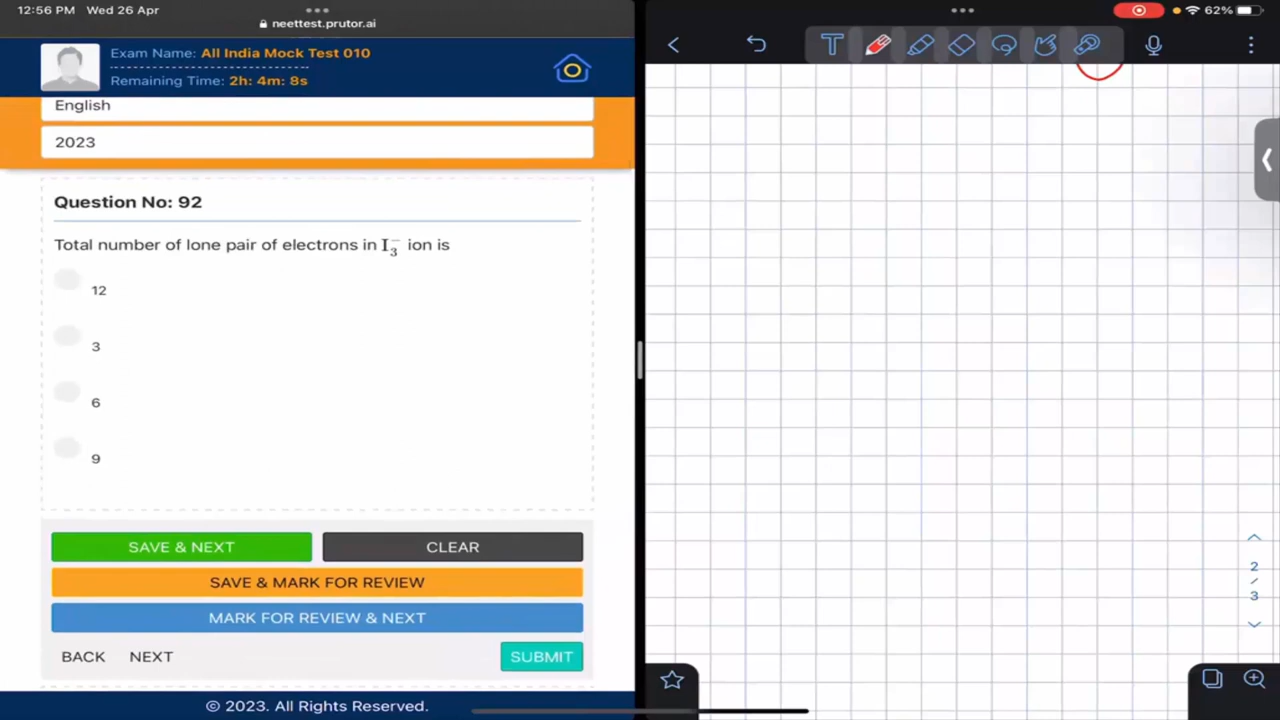 12:56 PM Wed 26 Apr
62%
neettest.prutor.ai
Exam Name: All India Mock Test 010
Remaining Time: 2h: 4m: 8s
English
2023
Question No: 92
Total number of lone pair of electrons in I₃⁻ ion is
12
3
6
9
SAVE & NEXT
CLEAR
SAVE & MARK FOR REVIEW
MARK FOR REVIEW & NEXT
BACK
NEXT
SUBMIT
© 2023. All Rights Reserved.
T
2
/
3